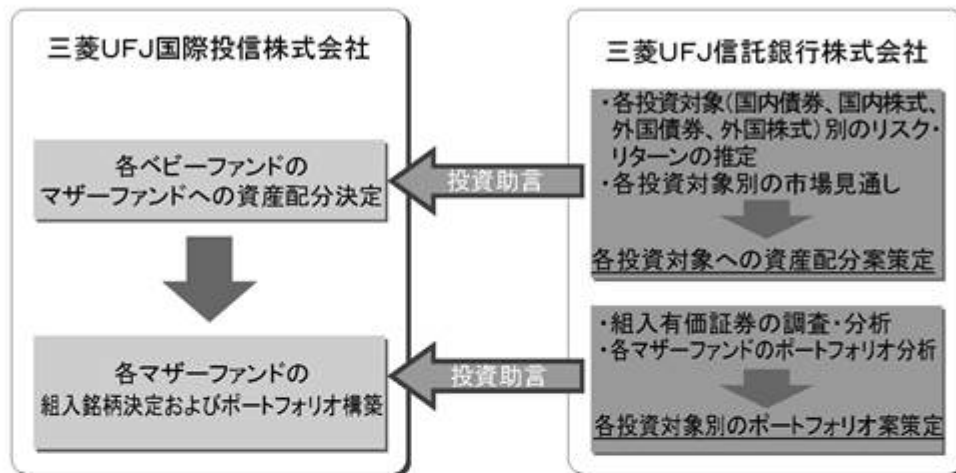 三菱UFJ国際投信株式会社
各ベビーファンドの
マザーファンドへの資産配分決定
各マザーファンドの
組入銘柄決定およびポートフォリオ構築
投資助言
投資助言
三菱UFJ信託銀行株式会社
・各投資対象(国内債券、国内株式、
外国債券、外国株式)別のリスク・
リターンの推定
・各投資対象別の市場見通し
各投資対象への資産配分案策定
・組入有価証券の調査・分析
・各マザーファンドのポートフォリオ分析
各投資対象別のポートフォリオ案策定